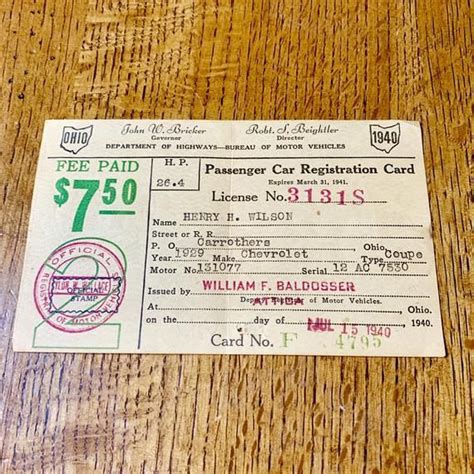 OHIO John W. Bricker Robt. S. Beightler 1940
Governor Director
DEPARTMENT OF HIGHWAYS—BUREAU OF MOTOR VEHICLES
FEE PAID
$7.50
H. P.
26.4
Passenger Car Registration Card
Expires March 31, 1941.
License No. 3131S
Name HENRY H. WILSON
Street or R. R.
P. O. Carrothers Ohio
Year 1929 Make Chevrolet Type Coupe
Motor No. 131077 Serial 12 AC 7530
Issued by WILLIAM F. BALDOSSER
of Motor Vehicles.
At ATTICA Ohio,
on the day of JUL 15 1940 1940.
Card No. F 4795
OFFICIAL
STAMP